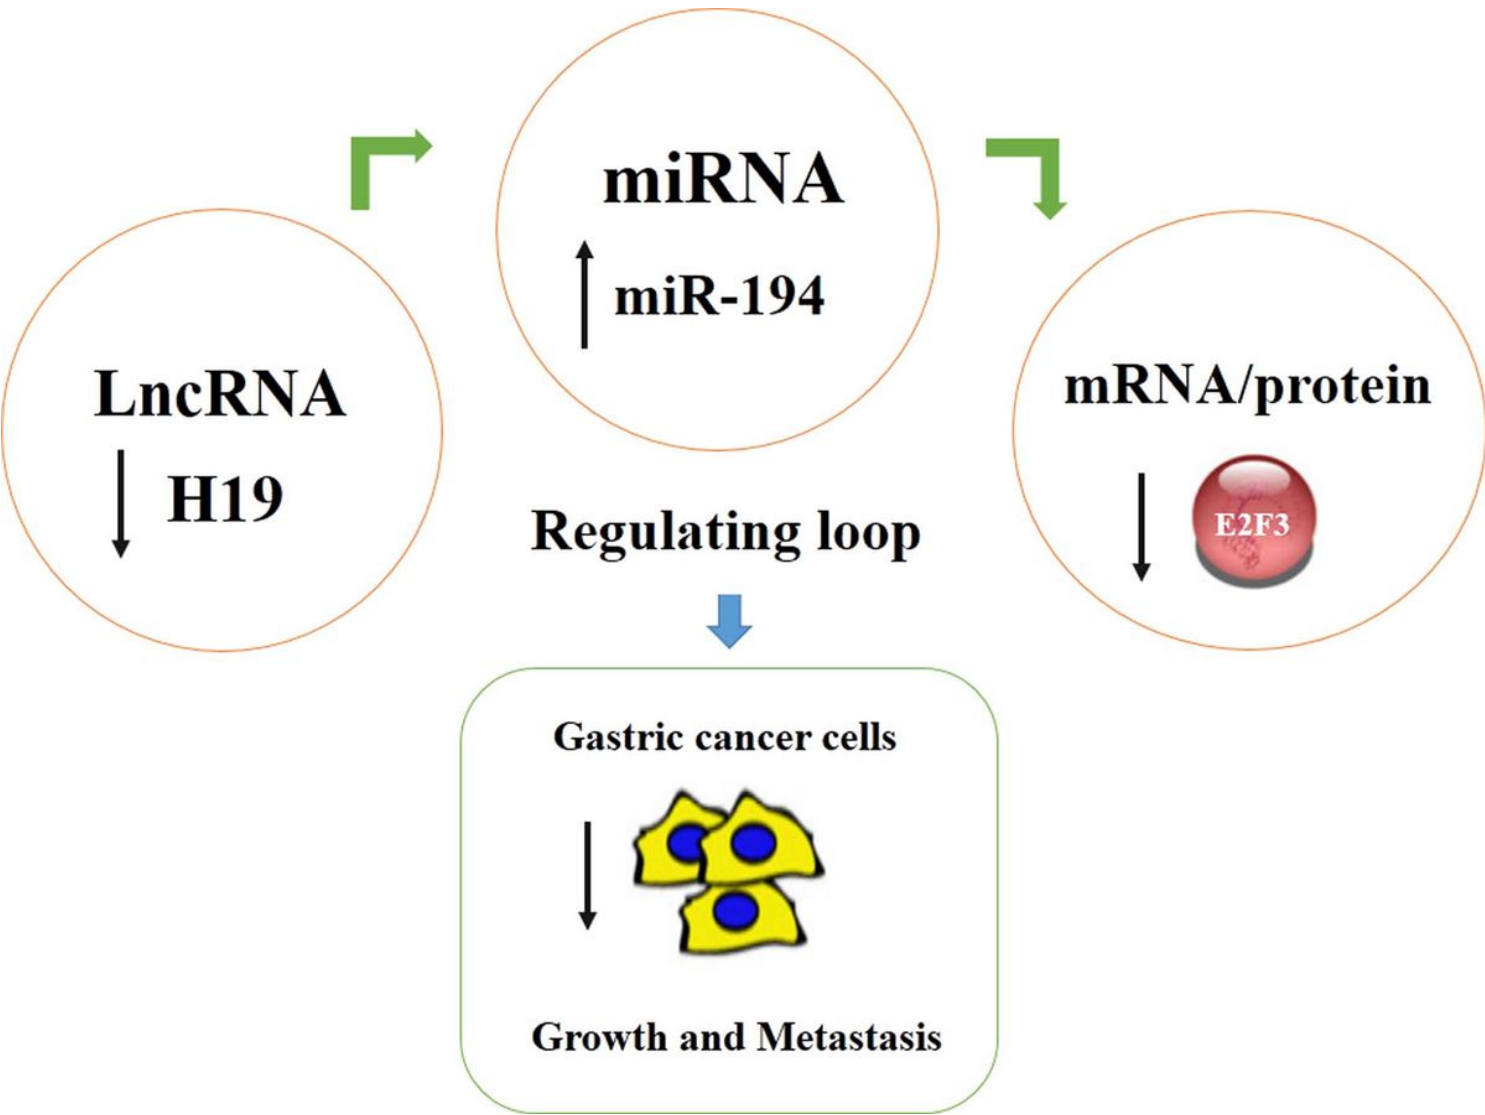 miRNA
miR-194
LncRNA
H19
mRNA/protein
E2F3
Regulating loop
Gastric cancer cells
Growth and Metastasis